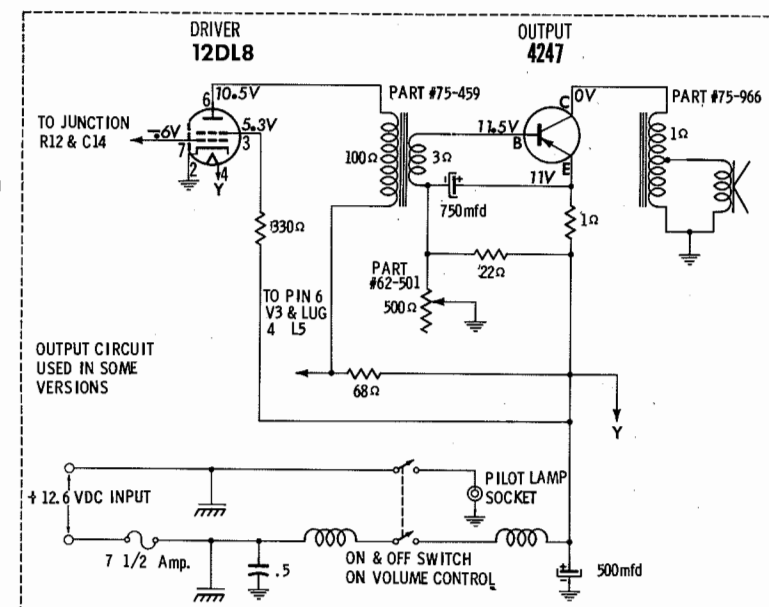 DRIVER
12DL8
OUTPUT
4247
6
10.5V
PART #75-459
C
0V
PART #75-966
TO JUNCTION
R12 & C14
-.6V
7
5.3V
3
2
4
Y
100Ω
3Ω
11.5V
B
E
11V
1Ω
- +
750mfd
1Ω
330Ω
22Ω
PART
#62-501
500Ω
TO PIN 6
V3 & LUG
4 L5
68Ω
Y
OUTPUT CIRCUIT
USED IN SOME
VERSIONS
12.6 VDC INPUT
PILOT LAMP
SOCKET
7 1/2 Amp.
.5
ON & OFF SWITCH
ON VOLUME CONTROL
+
500mfd